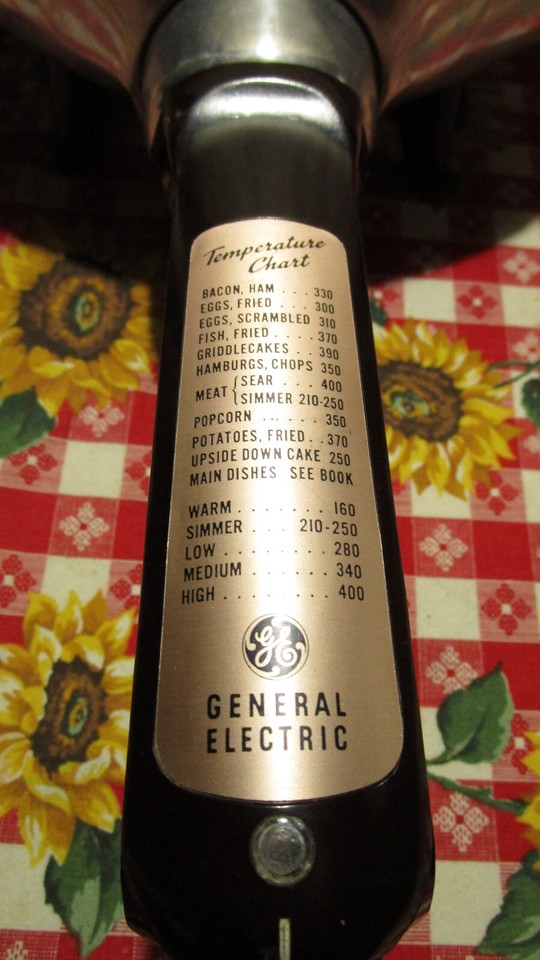 Temperature
Chart
BACON, HAM . . . 330
EGGS, FRIED . . . . 300
EGGS, SCRAMBLED 310
FISH, FRIED . . . . 370
GRIDDLECAKES . . 390
HAMBURGS, CHOPS 350
MEAT { SEAR . . . 400
SIMMER 210-250
POPCORN . . . . . . 350
POTATOES, FRIED . . 370
UPSIDE DOWN CAKE 250
MAIN DISHES SEE BOOK
WARM . . . . . . . 160
SIMMER . . . 210-250
LOW . . . . . . . . 280
MEDIUM . . . . . . 340
HIGH . . . . . . . . 400
GE
GENERAL
ELECTRIC